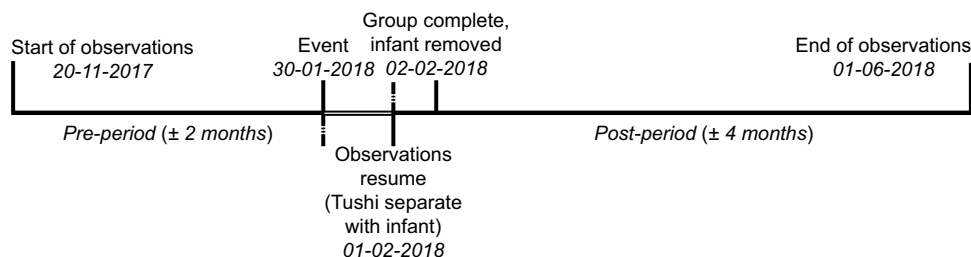 Start of observations
20-11-2017
Event
30-01-2018
Group complete,
infant removed
02-02-2018
End of observations
01-06-2018
Pre-period (± 2 months)
Post-period (± 4 months)
Observations
resume
(Tushi separate
with infant)
01-02-2018